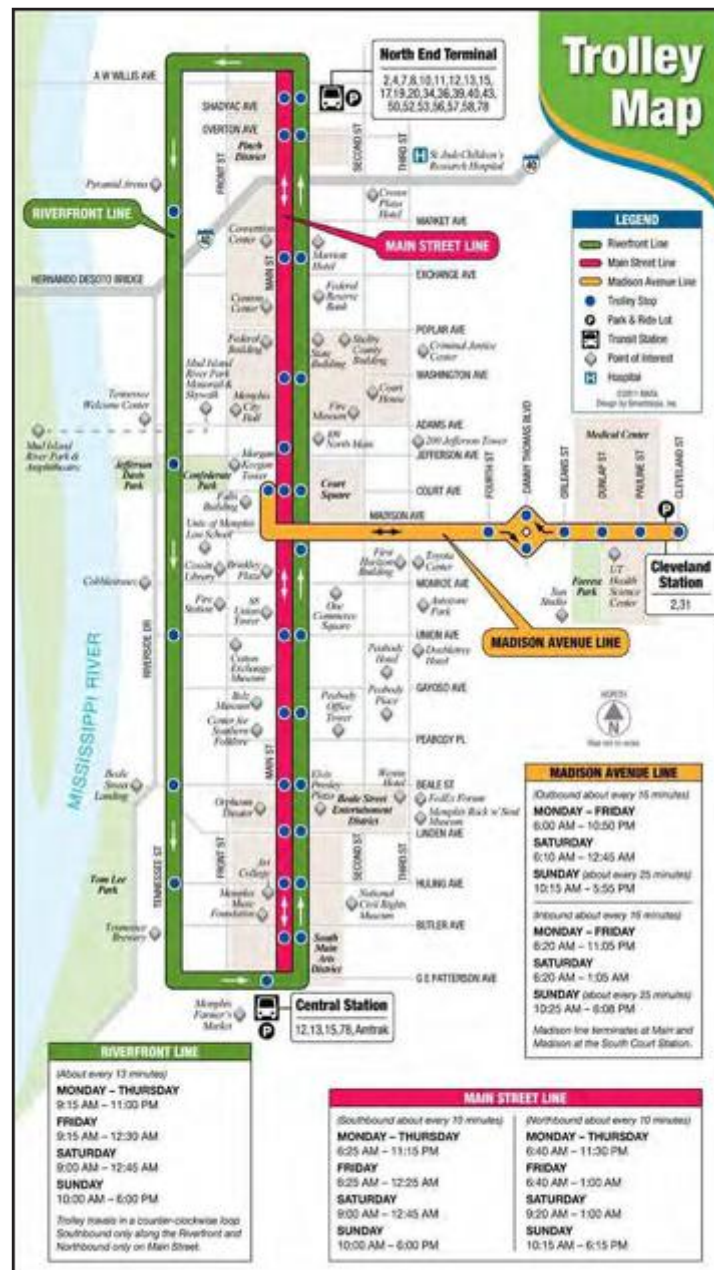 Trolley
Map
North End Terminal
2,4,7,8,10,11,12,13,15,
17,19,20,34,36,39,40,43,
50,52,53,56,57,58,78
A W WILLIS AVE
SHADYAC AVE
OVERTON AVE
Pinch
District
FRONT ST
SECOND ST
THIRD ST
St Jude Children's
Research Hospital
40
Pyramid Arena
RIVERFRONT LINE
MAIN STREET LINE
Crowne
Plaza
Hotel
MARKET AVE
Convention
Center
MAIN ST
Marriott
Hotel
EXCHANGE AVE
HERNANDO DESOTO BRIDGE
Cannon
Center
Federal
Reserve
Bank
LEGEND
Riverfront Line
Main Street Line
Madison Avenue Line
Trolley Stop
P Park & Ride Lot
Transit Station
Point of Interest
H Hospital
©2011 MATA
POPLAR AVE
Federal
Building
State
Building
Shelby
County
Building
Criminal Justice
Center
WASHINGTON AVE
Mud Island
River Park
Monorail &
Skywalk
Tennessee
Welcome Center
Memphis
City
Hall
Fire
Museum
Court
House
ADAMS AVE
Mud Island
River Park &
Amphitheatre
100
North Main
200 Jefferson Tower
JEFFERSON AVE
Jefferson
Davis
Park
Confederate
Park
Morgan
Keegan
Tower
Court
Square
COURT AVE
FOURTH ST
DANNY THOMAS BLVD
ORLEANS ST
Medical Center
DUNLAP ST
PAULINE ST
CLEVELAND ST
Falls
Building
MADISON AVE
Univ. of Memphis
Law School
Cossitt
Library
Brinkley
Plaza
First
Horizon
Building
Toyota
Center
Cobblestones
MONROE AVE
Forrest
Park
UT
Health
Science
Center
Cleveland
Station
2,31
Fire
Station
88
Union
Tower
One
Commerce
Square
Autozone
Park
Sun
Studio
UNION AVE
MADISON AVENUE LINE
RIVERSIDE DR
Cotton
Exchange/
Museum
Peabody
Hotel
Doubletree
Hotel
GAYOSO AVE
MISSISSIPPI RIVER
Belz
Museum
Peabody
Office
Tower
Peabody
Place
Center for
Southern
Folklore
PEABODY PL
NORTH
N
Map not to scale
MAIN ST
Beale
Street
Landing
Elvis
Presley
Plaza
Westin
Hotel
BEALE ST
FedEx Forum
Orpheum
Theater
Beale Street
Entertainment
District
Memphis Rock 'n' Soul
Museum
LINDEN AVE
TENNESSEE ST
FRONT ST
SECOND ST
THIRD ST
Tom Lee
Park
Art
College
HULING AVE
Memphis
Music
Foundation
National
Civil Rights
Museum
BUTLER AVE
Tennessee
Brewery
South
Main
Arts
District
G E PATTERSON AVE
Memphis
Farmer's
Market
Central Station
12,13,15,78, Amtrak
MADISON AVENUE LINE
(Outbound about every 15 minutes)
MONDAY – FRIDAY
6:00 AM – 10:50 PM
SATURDAY
6:10 AM – 12:45 AM
SUNDAY (about every 25 minutes)
10:15 AM – 5:55 PM
(Inbound about every 15 minutes)
MONDAY – FRIDAY
6:20 AM – 11:05 PM
SATURDAY
6:20 AM – 1:05 AM
SUNDAY (about every 25 minutes)
10:25 AM – 6:08 PM
Madison line terminates at Main and
Madison at the South Court Station.
RIVERFRONT LINE
(About every 13 minutes)
MONDAY – THURSDAY
9:15 AM – 11:00 PM
FRIDAY
9:15 AM – 12:30 AM
SATURDAY
9:00 AM – 12:45 AM
SUNDAY
10:00 AM – 6:00 PM
Trolley travels in a counter-clockwise loop
Southbound only along the Riverfront and
Northbound only on Main Street.
MAIN STREET LINE
(Southbound about every 10 minutes)
MONDAY – THURSDAY
6:25 AM – 11:15 PM
FRIDAY
6:25 AM – 12:25 AM
SATURDAY
9:00 AM – 12:45 AM
SUNDAY
10:00 AM – 6:00 PM
(Northbound about every 10 minutes)
MONDAY – THURSDAY
6:40 AM – 11:30 PM
FRIDAY
6:40 AM – 1:00 AM
SATURDAY
9:20 AM – 1:00 AM
SUNDAY
10:15 AM – 6:15 PM